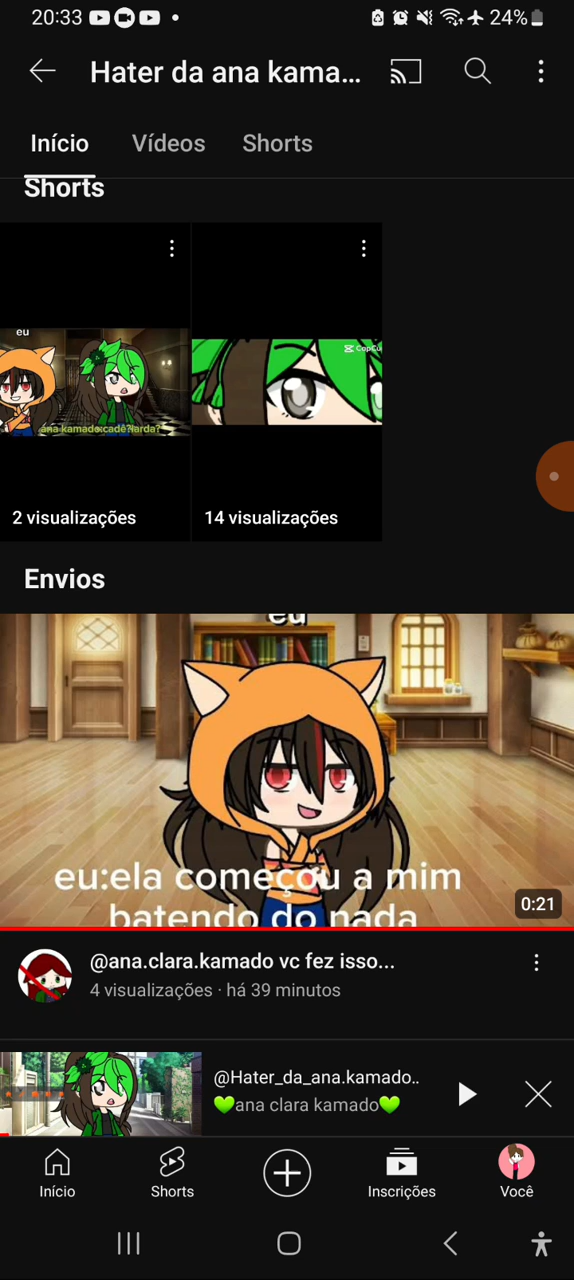 20:33
24%
Hater da ana kama...
Início
Vídeos
Shorts
Shorts
eu
ana kamado:cadê?larda?
CapCu
2 visualizações
14 visualizações
Envios
eu
eu:ela começou a mim
batendo do nada
0:21
@ana.clara.kamado vc fez isso...
4 visualizações · há 39 minutos
@Hater_da_ana.kamado..
💚ana clara kamado💚
Início
Shorts
Inscrições
Você